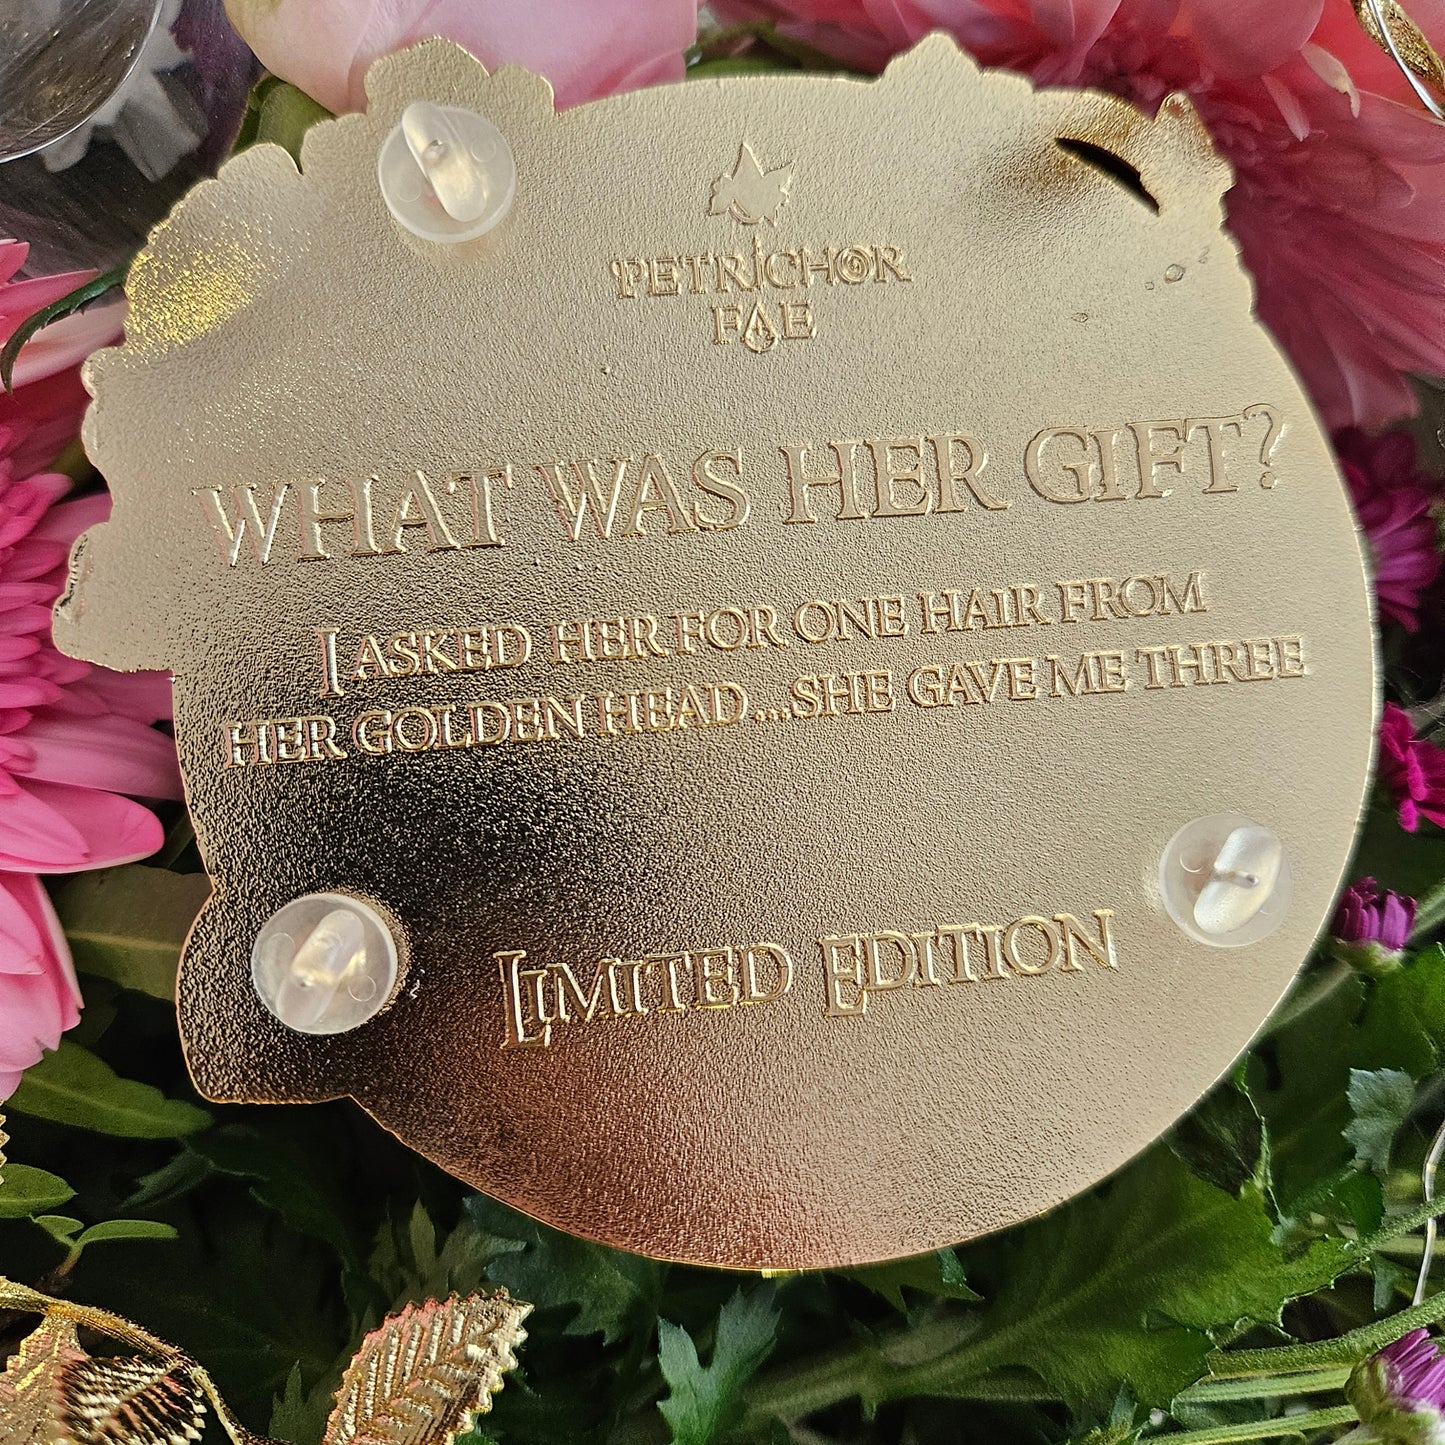 PETRICHOR
FAE
WHAT WAS HER GIFT?
I ASKED HER FOR ONE HAIR FROM
HER GOLDEN HEAD...SHE GAVE ME THREE
LIMITED EDITION